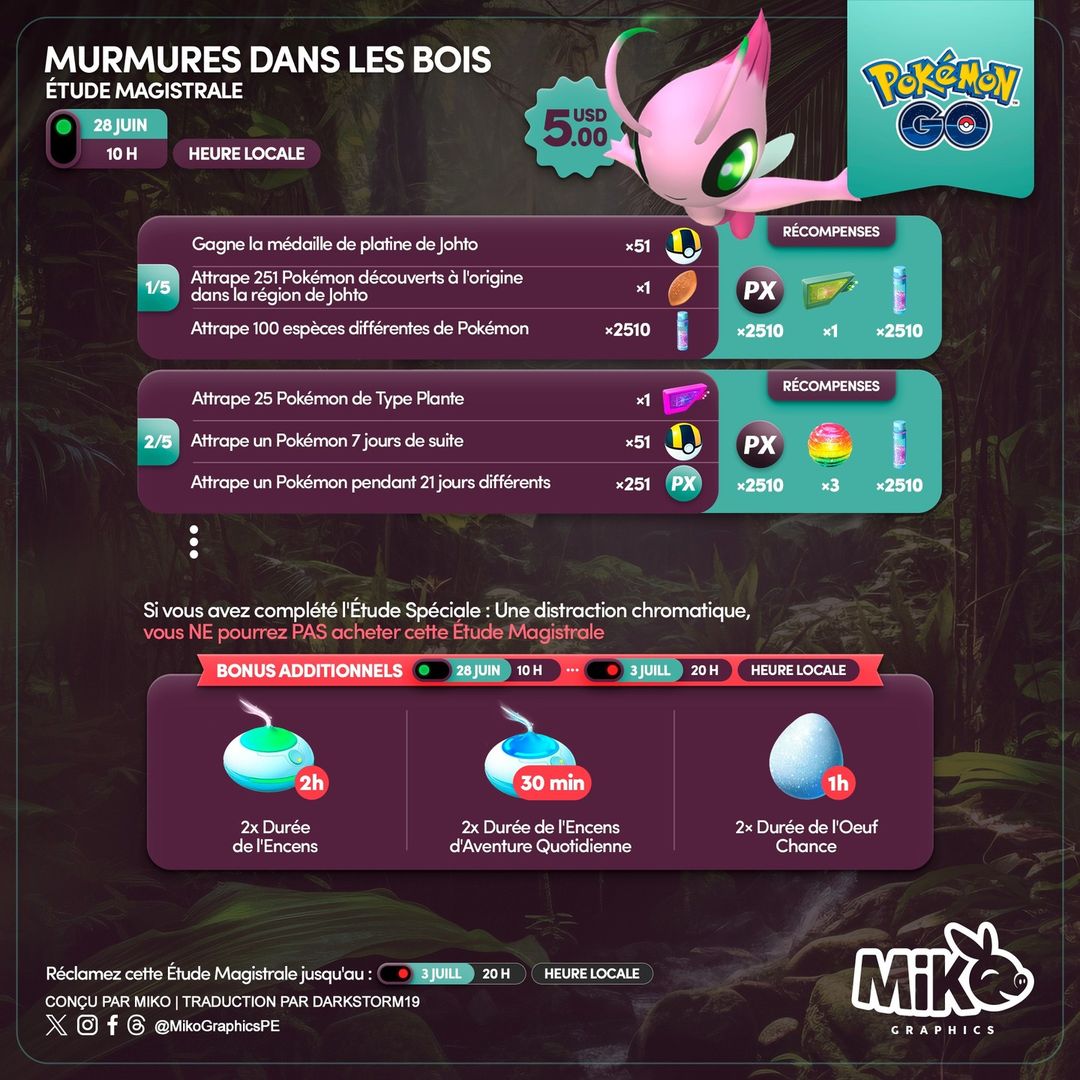 MURMURES DANS LES BOIS
ÉTUDE MAGISTRALE
28 JUIN
10 H
HEURE LOCALE
5.00 USD
POKÉMON GO
1/5
Gagne la médaille de platine de Johto ×51
Attrape 251 Pokémon découverts à l'origine
dans la région de Johto ×1
Attrape 100 espèces différentes de Pokémon ×2510
RÉCOMPENSES
PX
×2510 ×1 ×2510
2/5
Attrape 25 Pokémon de Type Plante ×1
Attrape un Pokémon 7 jours de suite ×51
Attrape un Pokémon pendant 21 jours différents ×251 PX
RÉCOMPENSES
PX
×2510 ×3 ×2510
Si vous avez complété l'Étude Spéciale : Une distraction chromatique,
vous NE pourrez PAS acheter cette Étude Magistrale
BONUS ADDITIONNELS 28 JUIN 10 H ··· 3 JUILL 20 H HEURE LOCALE
2h
2x Durée
de l'Encens
30 min
2x Durée de l'Encens
d'Aventure Quotidienne
1h
2× Durée de l'Oeuf
Chance
Réclamez cette Étude Magistrale jusqu'au : 3 JUILL 20 H HEURE LOCALE
CONÇU PAR MIKO | TRADUCTION PAR DARKSTORM19
@MikoGraphicsPE
MIKO
GRAPHICS